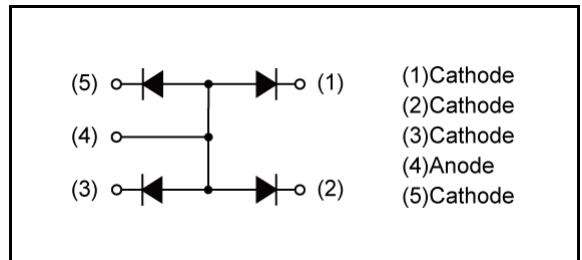 (5) (1)
(4)
(3) (2)
(1)Cathode
(2)Cathode
(3)Cathode
(4)Anode
(5)Cathode